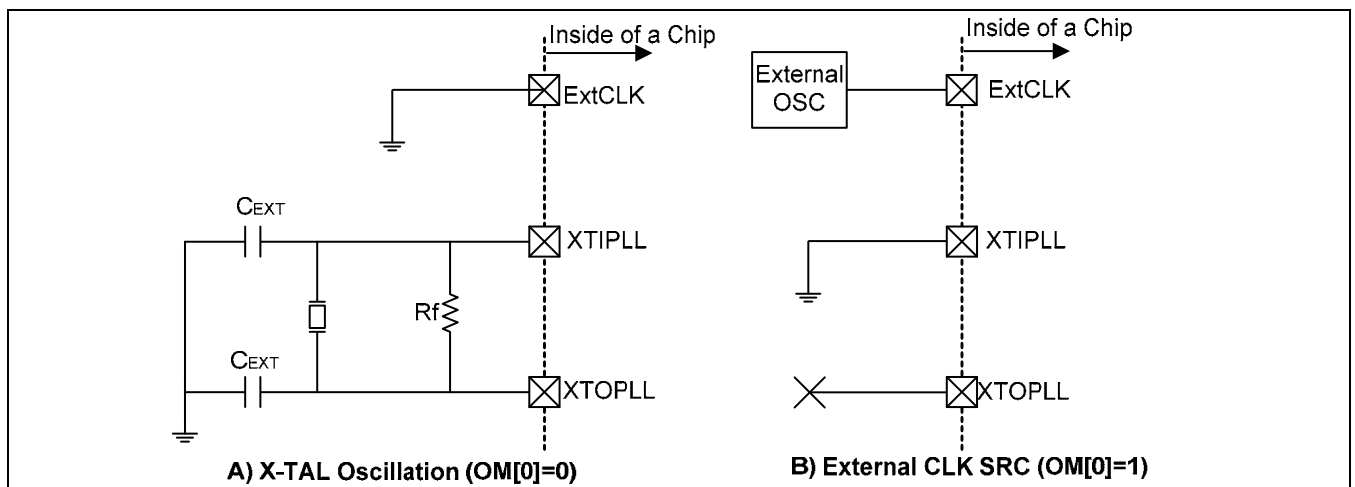 Inside of a Chip
ExtCLK
CEXT
XTIPLL
Rf
CEXT
XTOPLL
A) X-TAL Oscillation (OM[0]=0)
Inside of a Chip
External
OSC
ExtCLK
XTIPLL
XTOPLL
B) External CLK SRC (OM[0]=1)